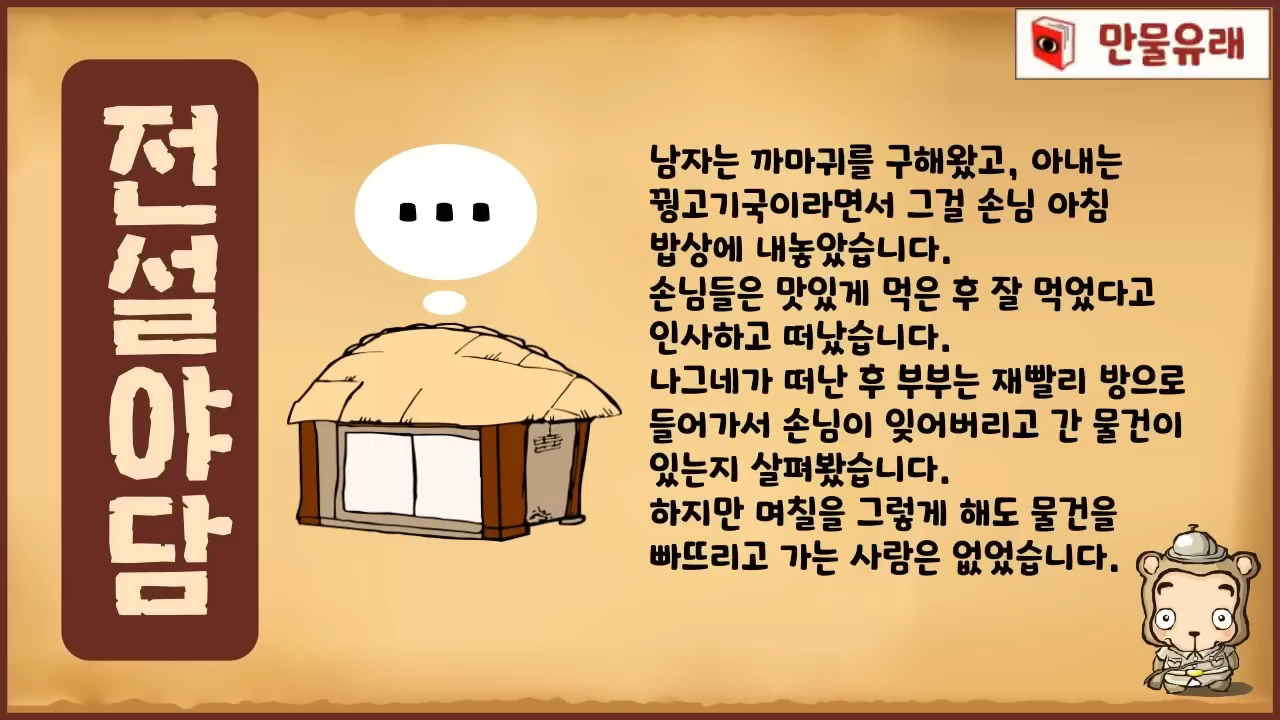 만물유래
전설야담
...
남자는 까마귀를 구해왔고, 아내는
꿩고기국이라면서 그걸 손님 아침
밥상에 내놓았습니다.
손님들은 맛있게 먹은 후 잘 먹었다고
인사하고 떠났습니다.
나그네가 떠난 후 부부는 재빨리 방으로
들어가서 손님이 잊어버리고 간 물건이
있는지 살펴봤습니다.
하지만 며칠을 그렇게 해도 물건을
빠뜨리고 가는 사람은 없었습니다.